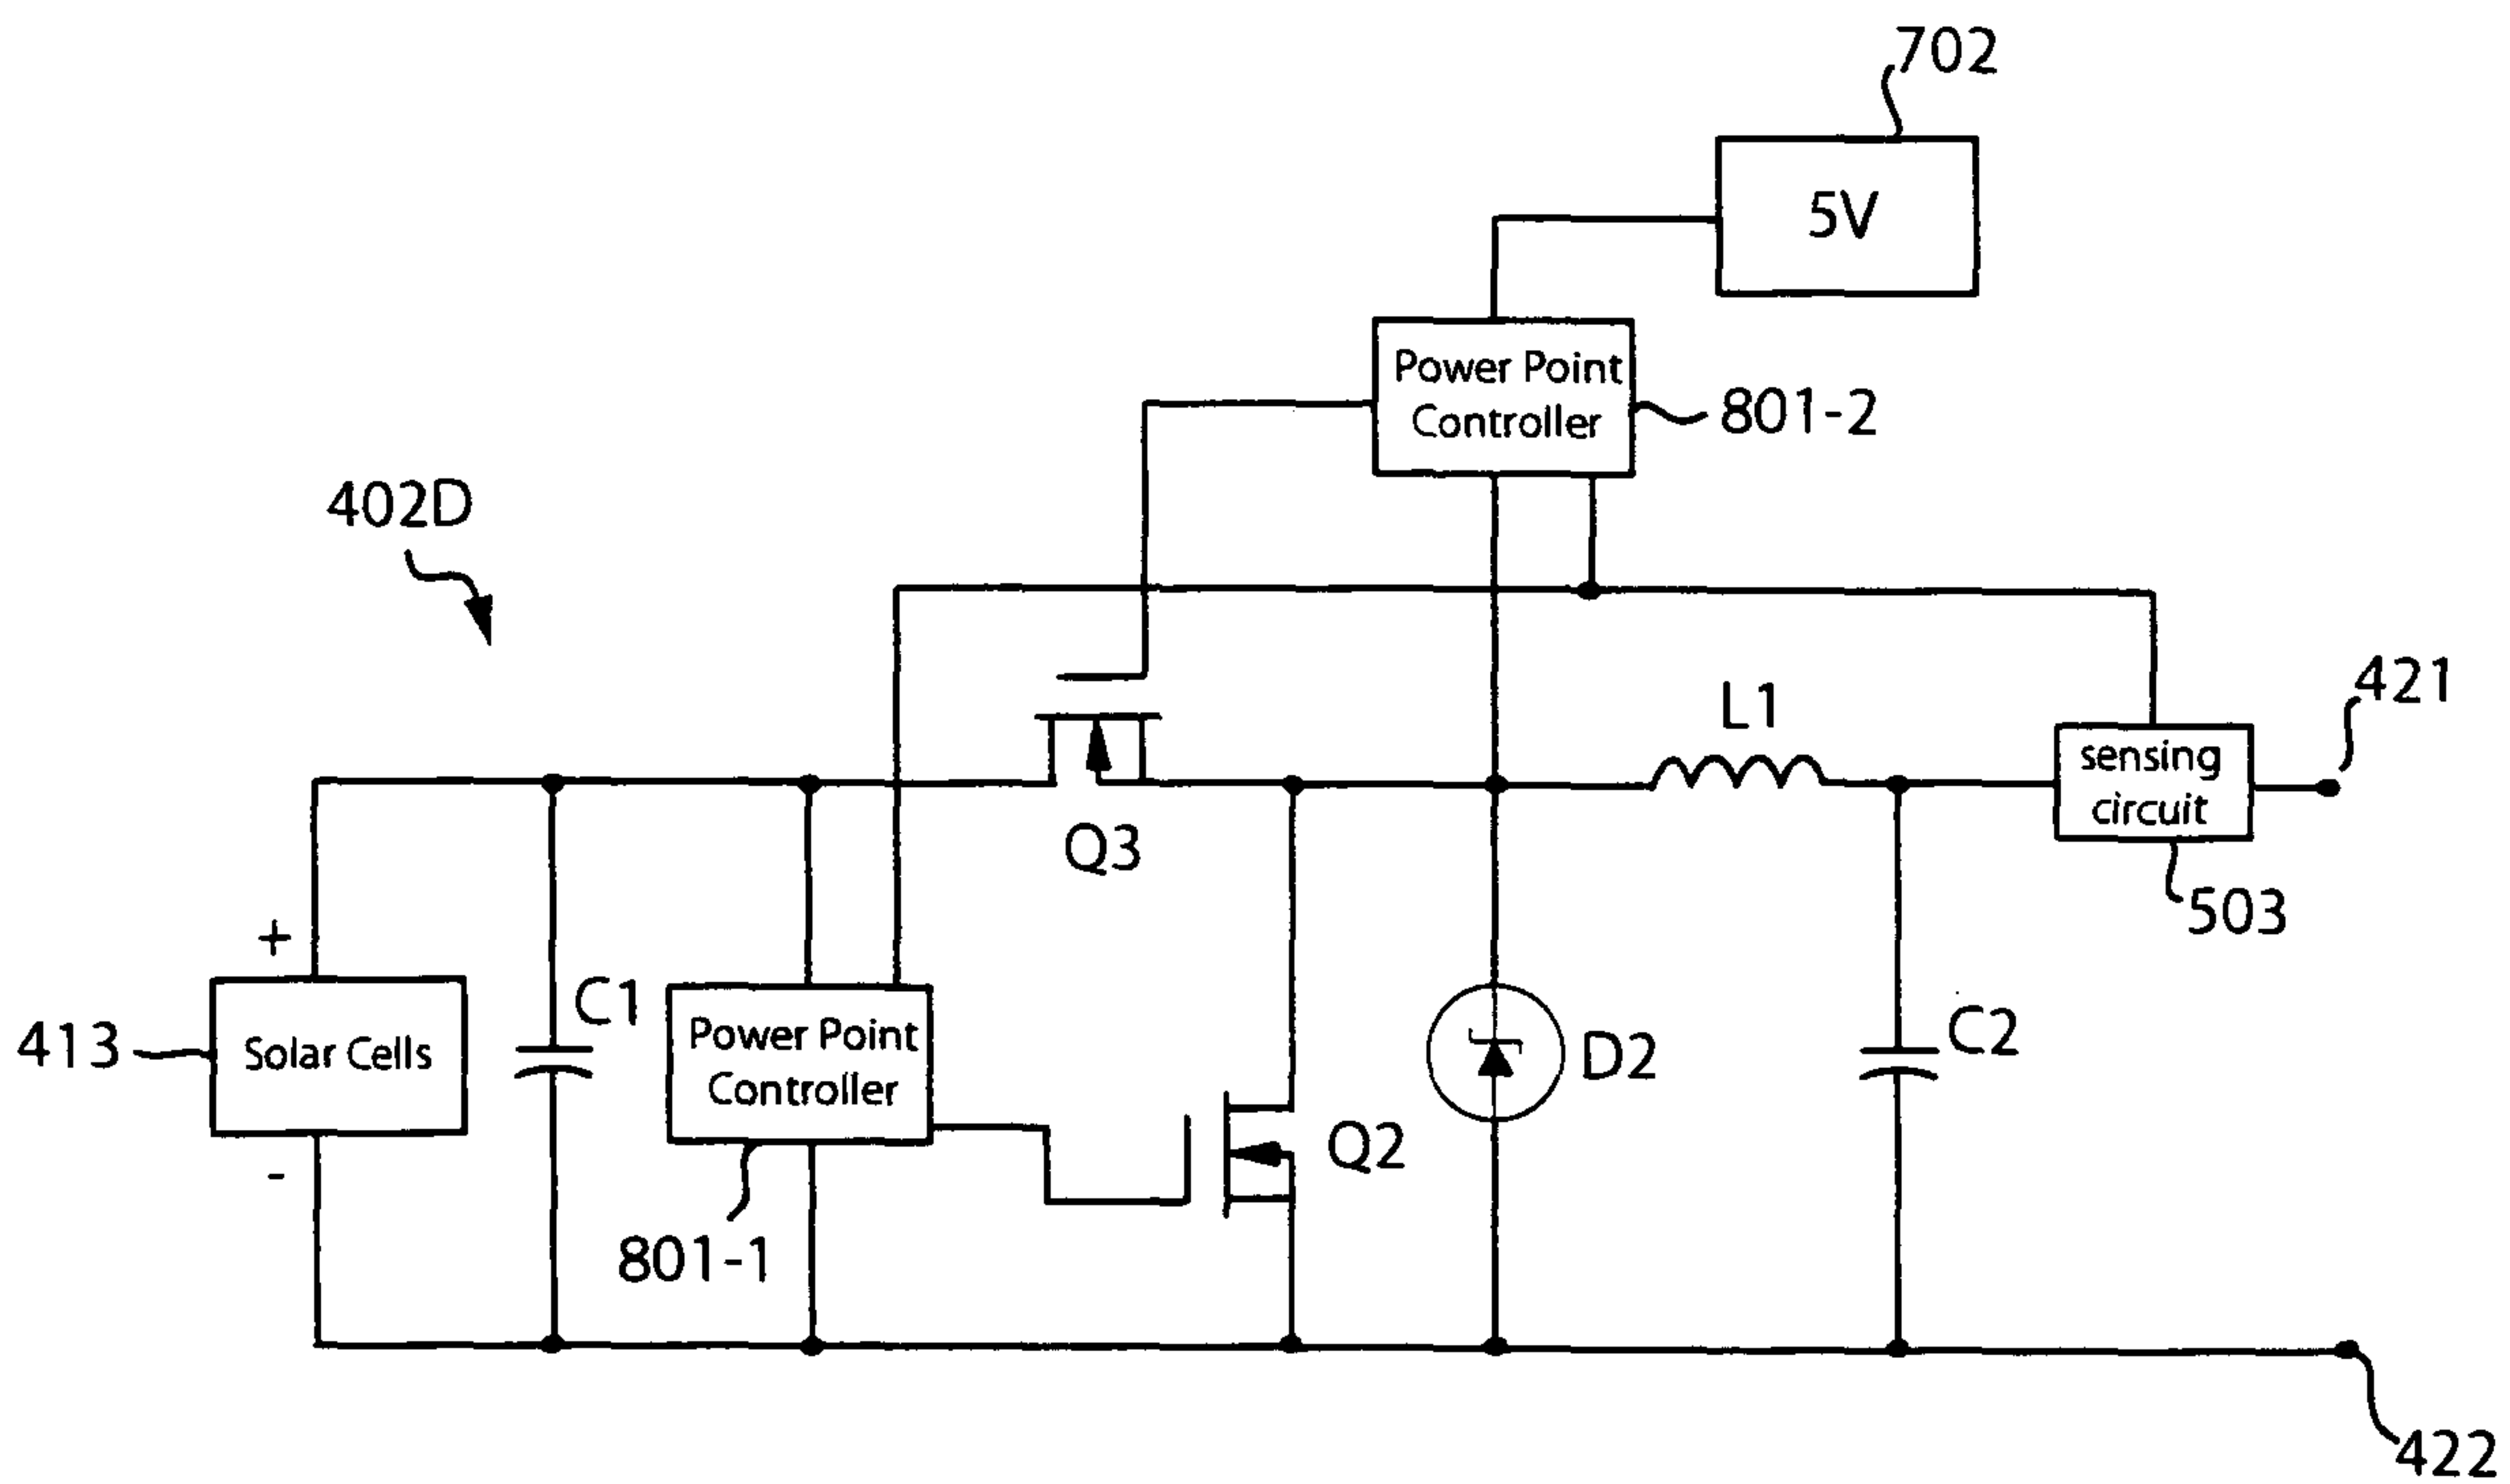 702
5V
Power Point
Controller
801-2
402D
421
L1
sensing
circuit
Q3
503
+
413
Solar Cells
C1
Power Point
Controller
D2
C2
Q2
-
801-1
422